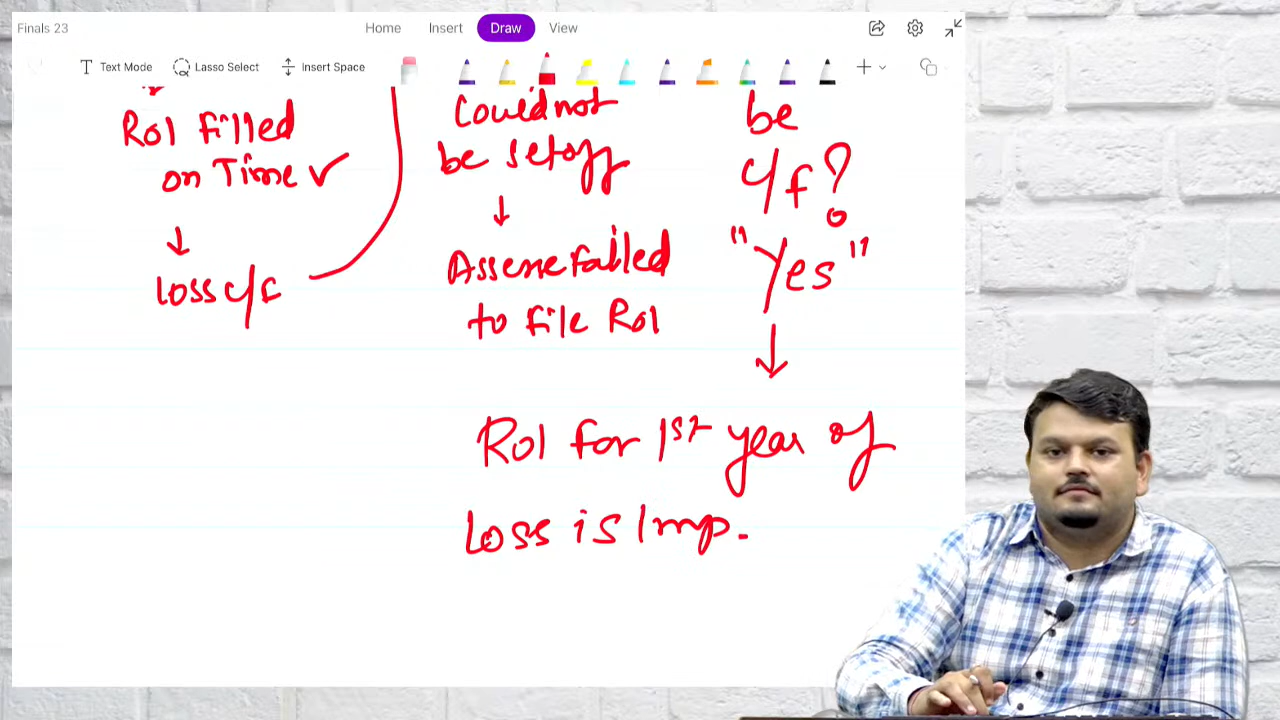 Finals 23
Home Insert Draw View
Text Mode Lasso Select Insert Space
RoI filled
on Time ✓
↓
loss c/f
Could not
be setoff
↓
Assesse failed
to file RoI
be
c/f?
"Yes"
↓
RoI for 1st year of
loss is Imp.